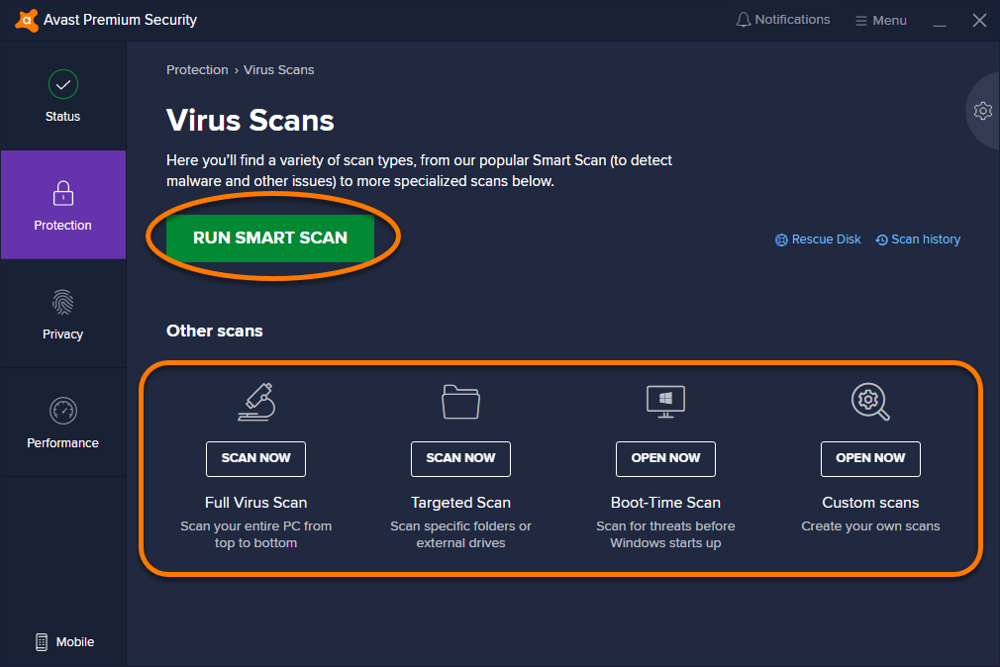 Avast Premium Security
Notifications
Menu
Status
Protection
Privacy
Performance
Mobile
Protection › Virus Scans
Virus Scans
Here you’ll find a variety of scan types, from our popular Smart Scan (to detect
malware and other issues) to more specialized scans below.
RUN SMART SCAN
Rescue Disk
Scan history
Other scans
SCAN NOW
Full Virus Scan
Scan your entire PC from
top to bottom
SCAN NOW
Targeted Scan
Scan specific folders or
external drives
OPEN NOW
Boot-Time Scan
Scan for threats before
Windows starts up
OPEN NOW
Custom scans
Create your own scans